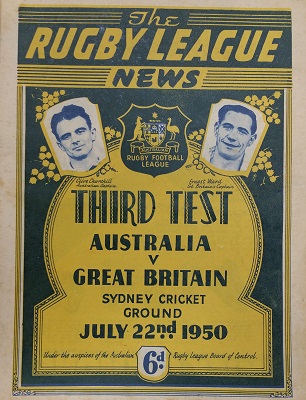 The
RUGBY LEAGUE
NEWS
AUSTRALIAN
RUGBY FOOTBALL
LEAGUE
Clive Churchill
Australian Captain
Ernest Ward
Gt. Britain's Captain
THIRD TEST
AUSTRALIA
V
GREAT BRITAIN
SYDNEY CRICKET
GROUND
JULY 22nd 1950
Under the auspices of the Australian Rugby League Board of Control.
6d.